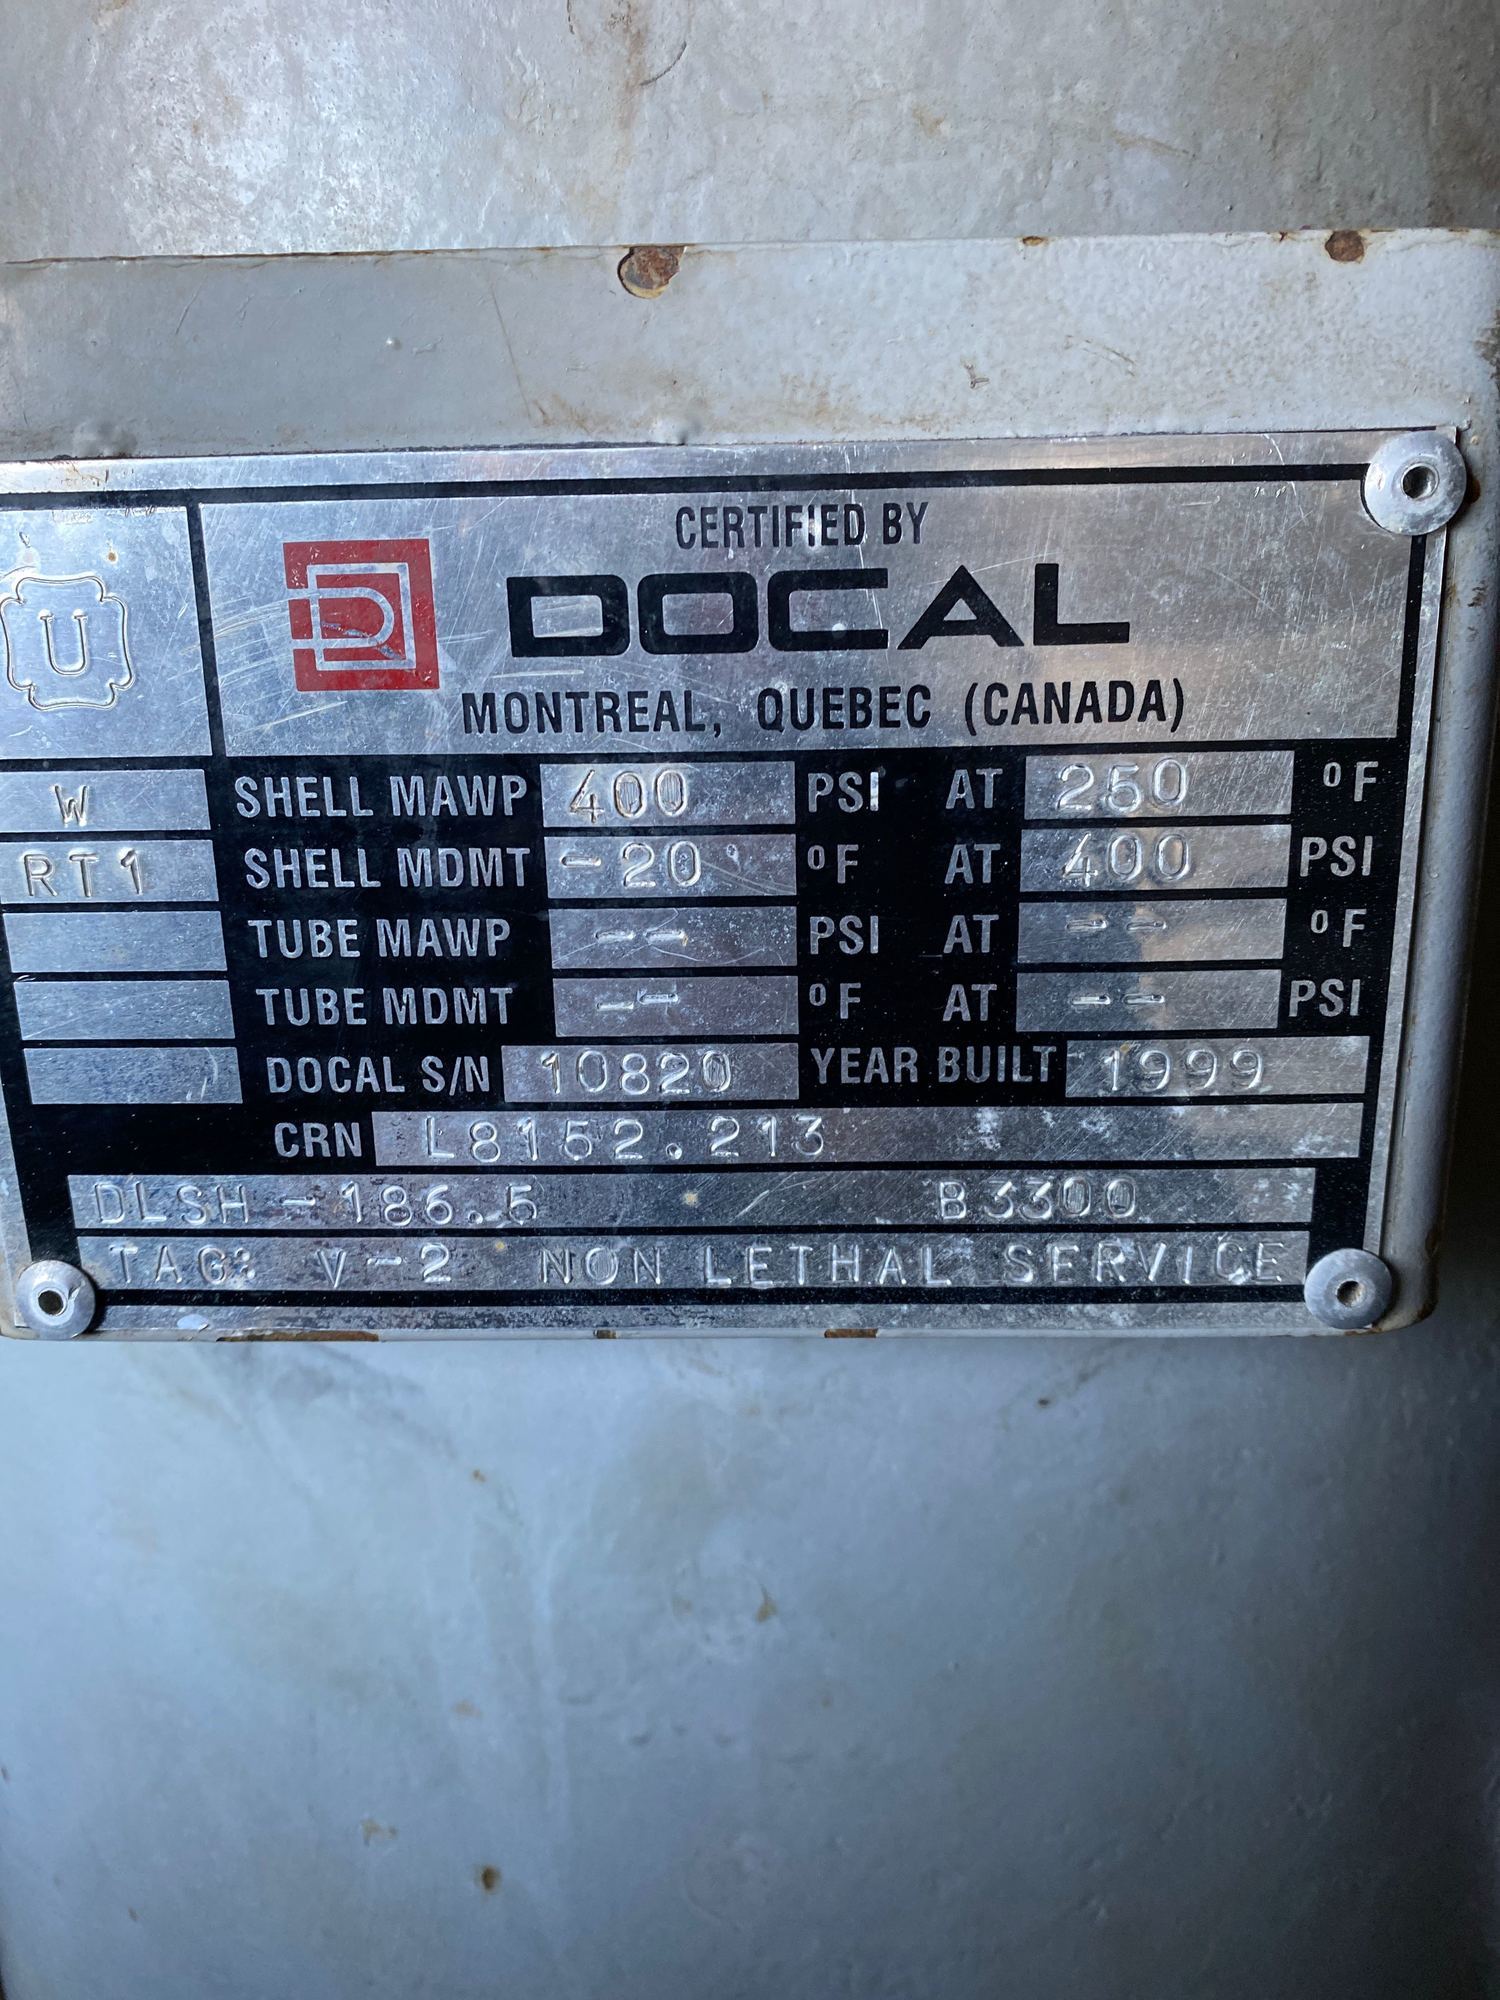 CERTIFIED BY
U DOCAL
MONTREAL, QUEBEC (CANADA)
W SHELL MAWP 400 PSI AT 250 °F
RT1 SHELL MDMT -20 °F AT 400 PSI
TUBE MAWP -- PSI AT -- °F
TUBE MDMT -- °F AT -- PSI
DOCAL S/N 10820 YEAR BUILT 1999
CRN L8152.213
DLSH-186.5 B3300
TAG: V-2 NON LETHAL SERVICE